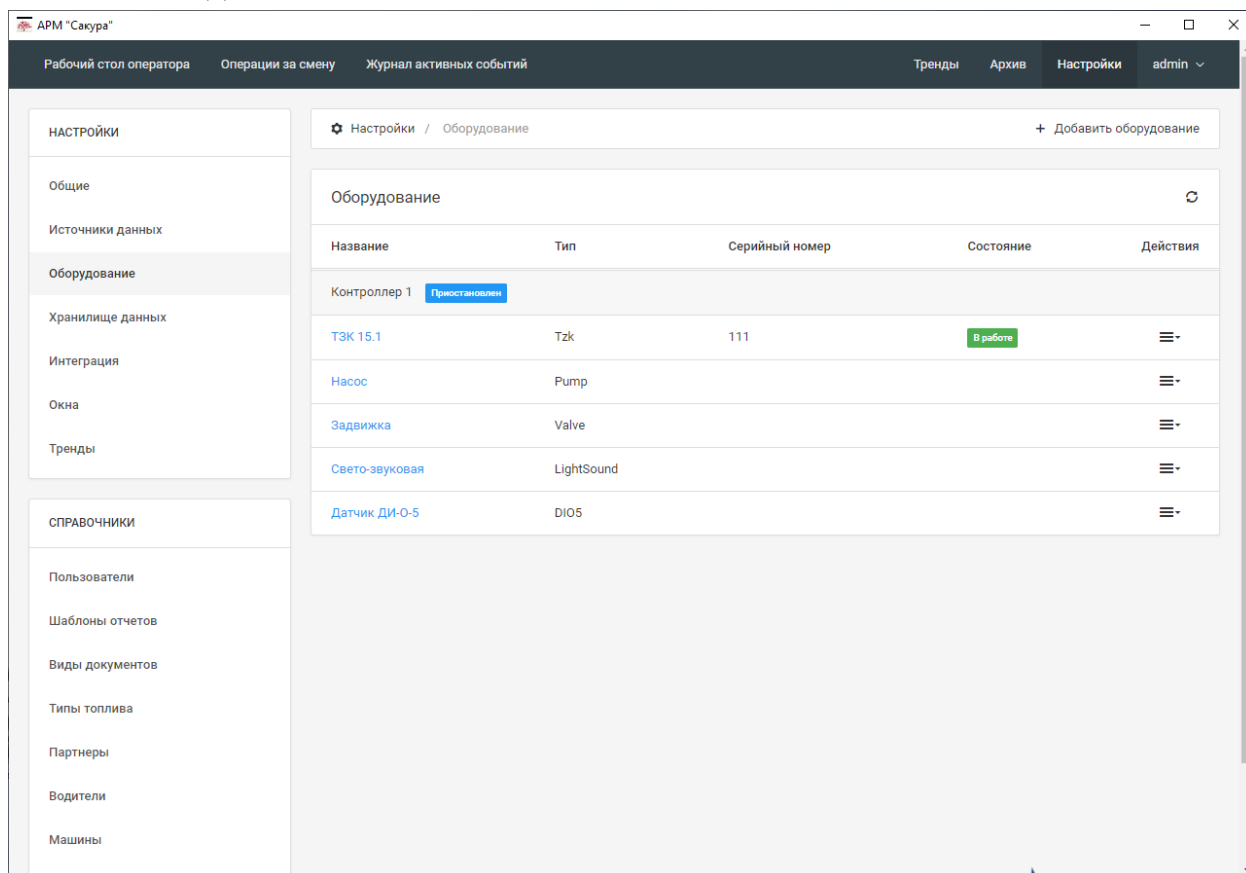 АРМ "Сакура"
Рабочий стол оператора Операции за смену Журнал активных событий Тренды Архив Настройки admin
НАСТРОЙКИ
Общие
Источники данных
Оборудование
Хранилище данных
Интеграция
Окна
Тренды
СПРАВОЧНИКИ
Пользователи
Шаблоны отчетов
Виды документов
Типы топлива
Партнеры
Водители
Машины
Настройки / Оборудование + Добавить оборудование
Оборудование
Название Тип Серийный номер Состояние Действия
Контроллер 1 Приостановлен
ТЗК 15.1 Tzk 111 В работе
Насос Pump
Задвижка Valve
Свето-звуковая LightSound
Датчик ДИ-О-5 DIO5